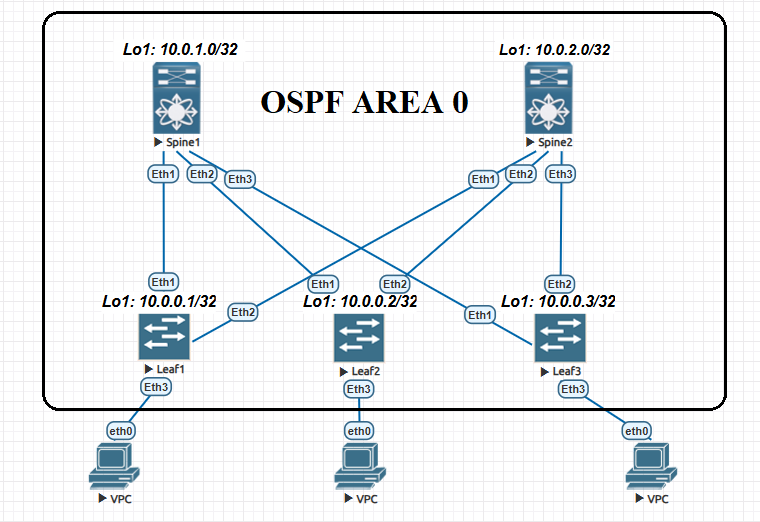 Lo1: 10.0.1.0/32
Lo1: 10.0.2.0/32
OSPF AREA 0
Spine1
Spine2
Eth1
Eth2
Eth3
Eth1
Eth2
Eth3
Eth1
Eth1
Eth2
Eth2
Lo1: 10.0.0.1/32
Lo1: 10.0.0.2/32
Lo1: 10.0.0.3/32
Eth2
Eth1
Leaf1
Leaf2
Leaf3
Eth3
Eth3
Eth3
eth0
eth0
eth0
VPC
VPC
VPC